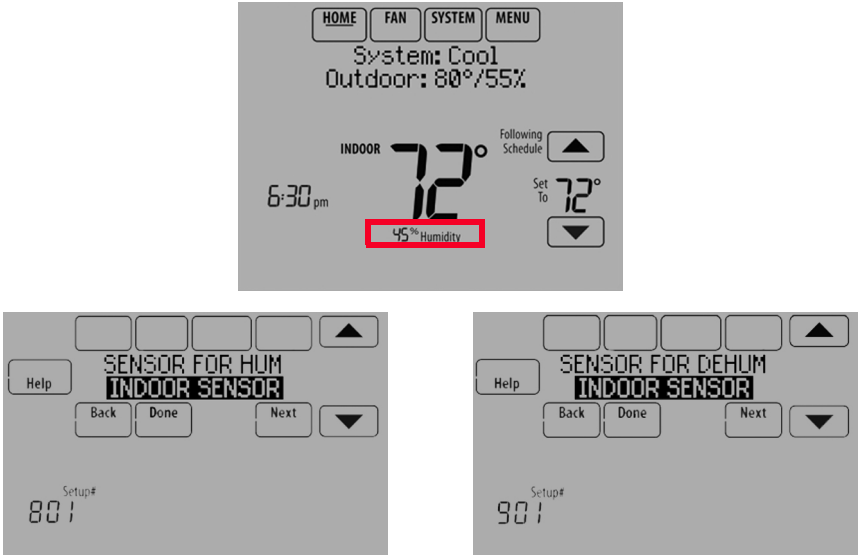 HOME FAN SYSTEM MENU
System: Cool
Outdoor: 80°/55%
Following
Schedule
INDOOR 72°
Set
To 72°
6:30 pm
45% Humidity
SENSOR FOR HUM
Help
INDOOR SENSOR
Back Done Next
Setup#
801
SENSOR FOR DEHUM
Help
INDOOR SENSOR
Back Done Next
Setup#
901